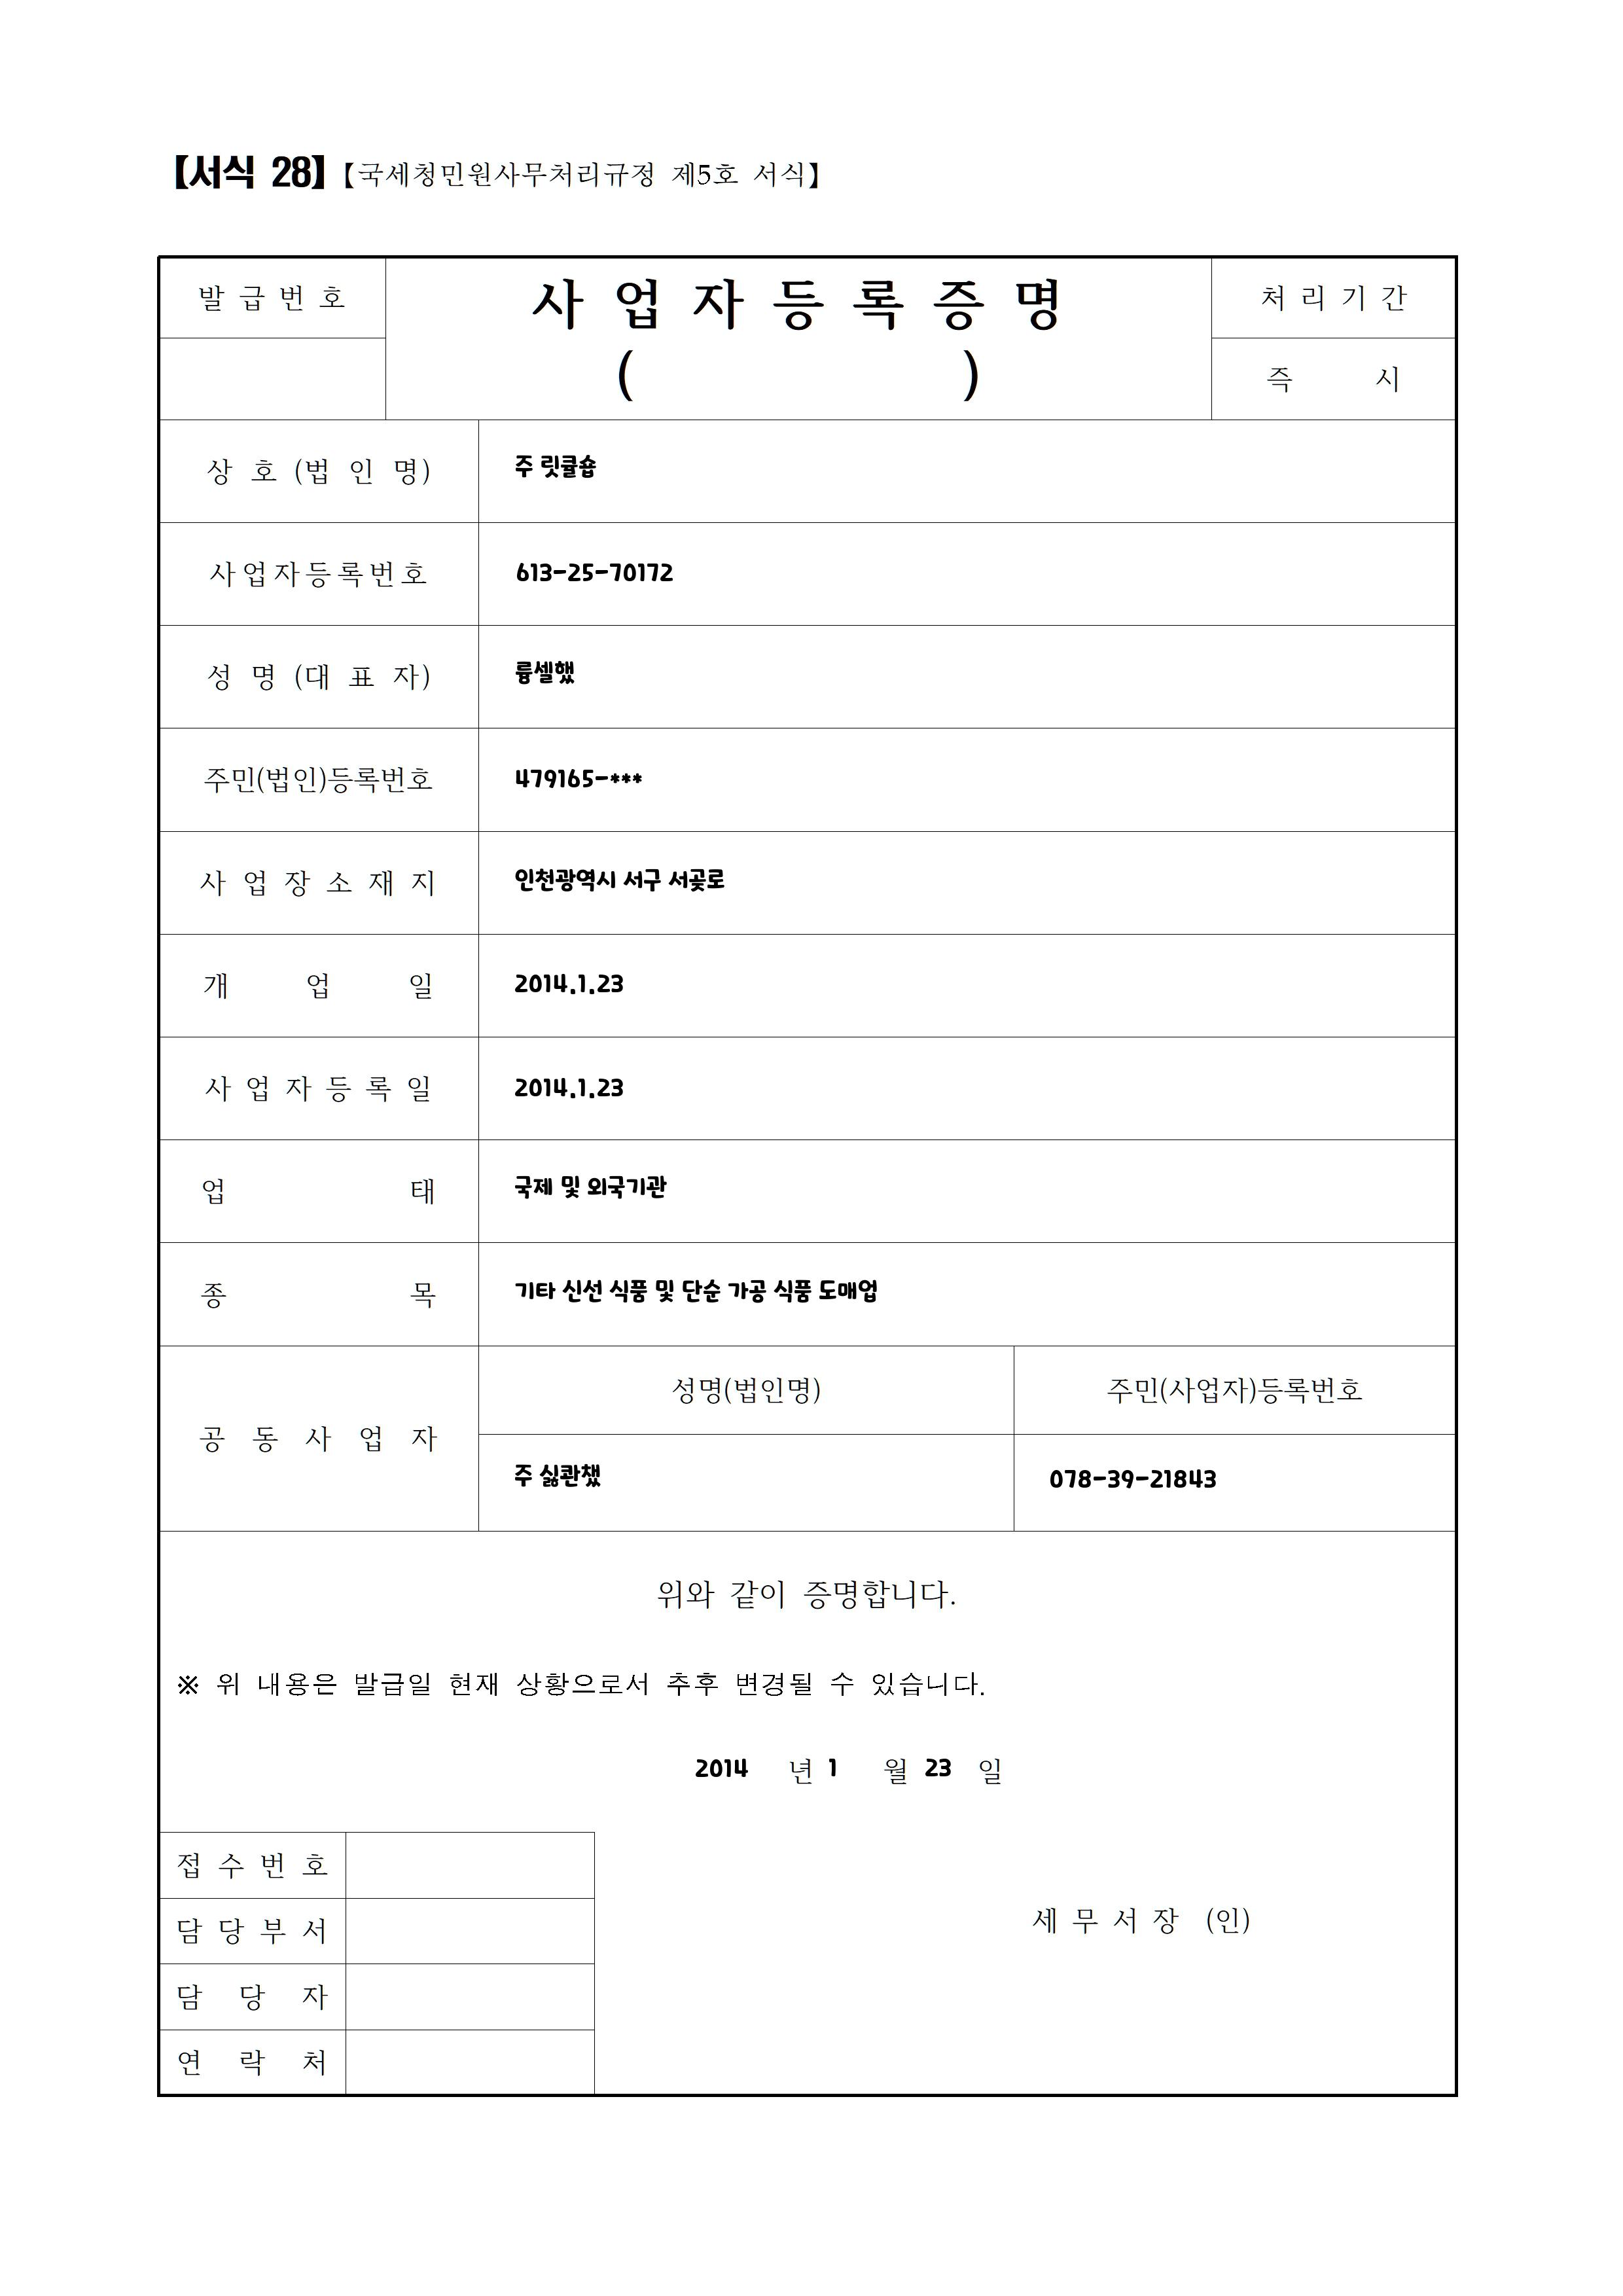 【서식 28】【국세청민원사무처리규정 제5호 서식】
발 급 번 호
사 업 자 등 록 증 명
( )
처 리 기 간
즉 시
상 호 (법 인 명) 주 릿큘숍
사업자등록번호 613-25-70172
성 명 (대 표 자) 륭셀했
주민(법인)등록번호 479165-***
사 업 장 소 재 지 인천광역시 서구 서곶로
개 업 일 2014.1.23
사 업 자 등 록 일 2014.1.23
업 태 국제 및 외국기관
종 목 기타 신선 식품 및 단순 가공 식품 도매업
공 동 사 업 자
성명(법인명) 주민(사업자)등록번호
주 싫콴챘 078-39-21843
위와 같이 증명합니다.
※ 위 내용은 발급일 현재 상황으로서 추후 변경될 수 있습니다.
2014 년 1 월 23 일
접 수 번 호
담 당 부 서
담 당 자
연 락 처
세 무 서 장 (인)